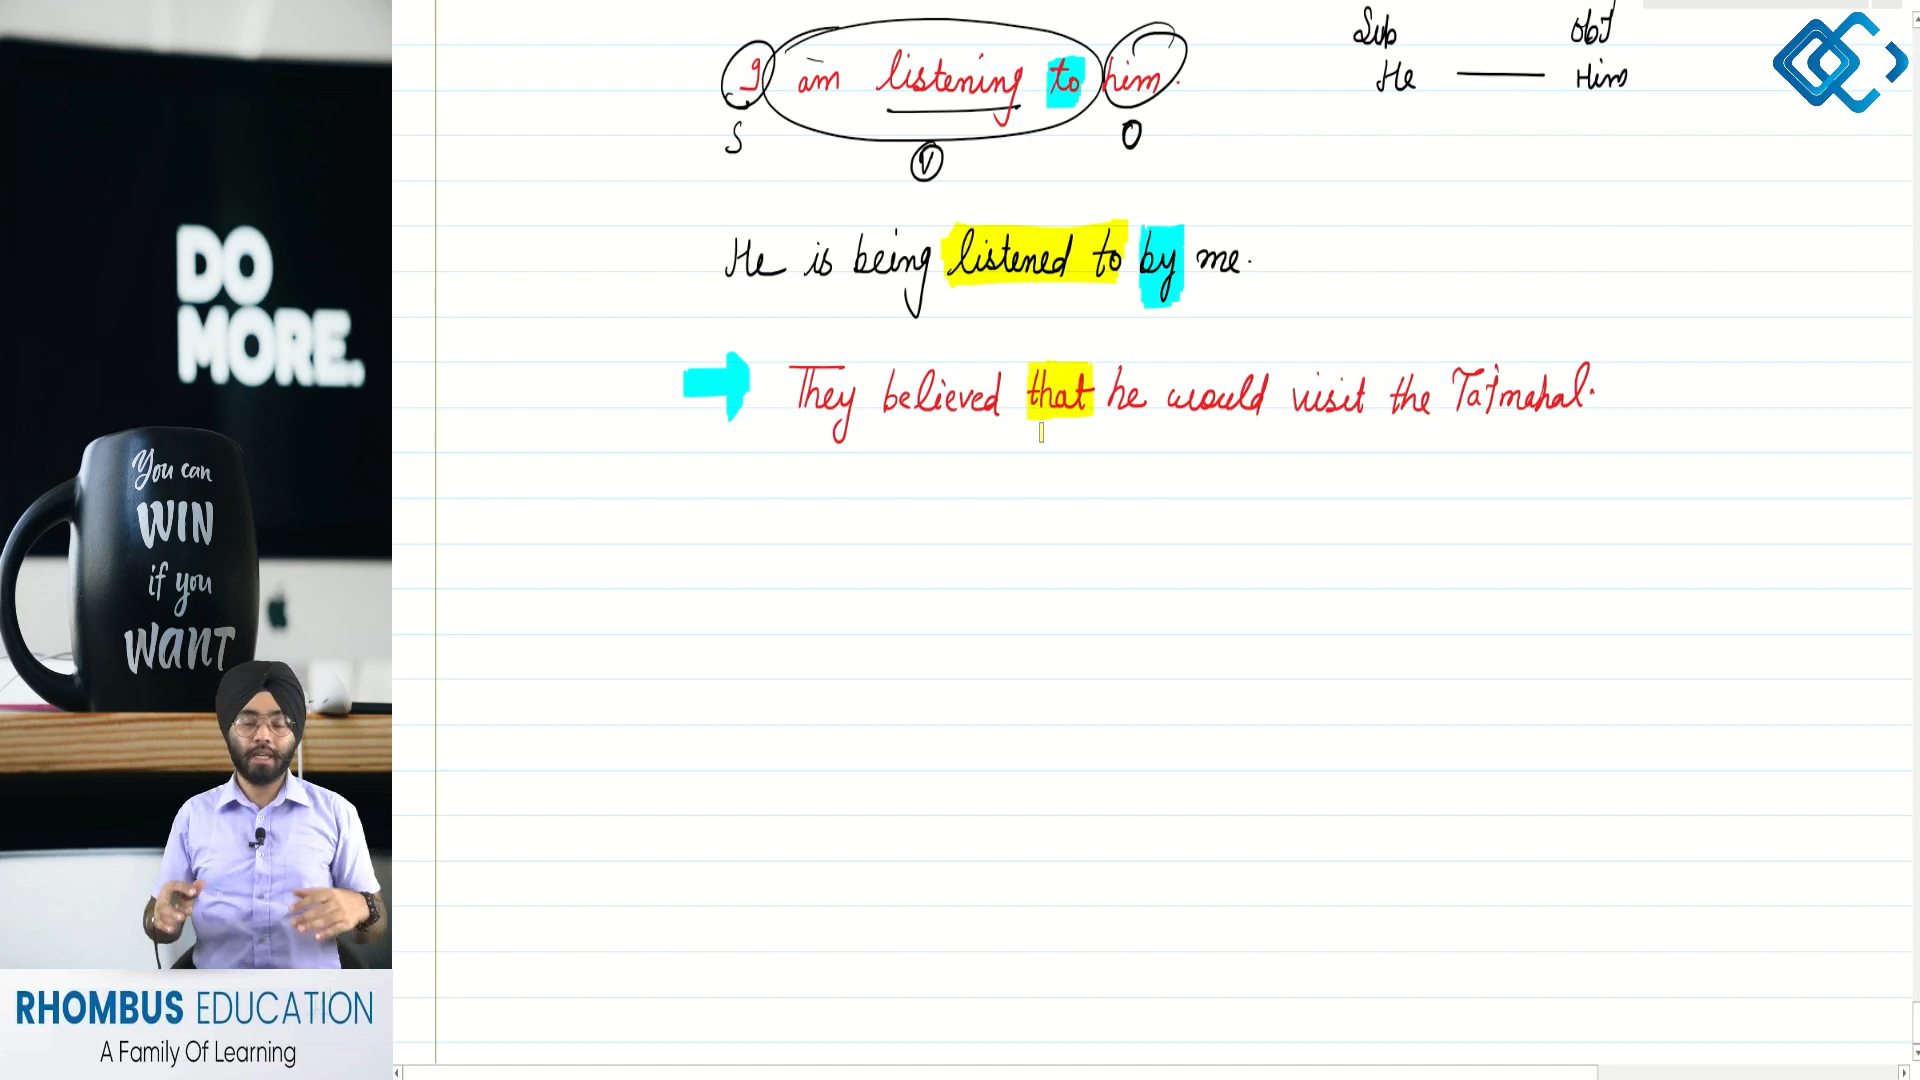 Sub obj
I am listening to him.
He Him
S O
V
He is being listened to by me.
They believed that he would visit the Tajmahal.
DO
MORE.
You can
WIN
if you
WANT
RHOMBUS EDUCATION
A Family Of Learning